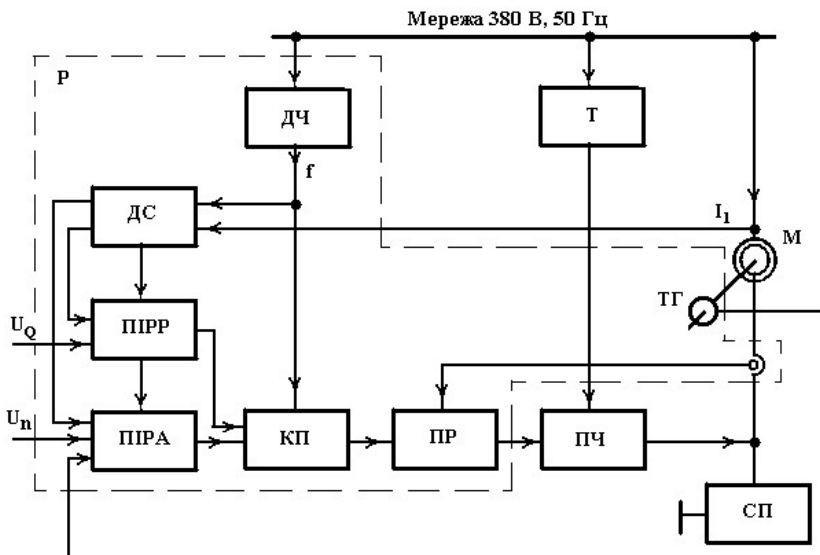 Мережа 380 В, 50 Гц
Р
ДЧ
Т
f
ДС
I1
М
ТГ
UQ
ПІРР
Un
ПІРА
КП
ПР
ПЧ
СП